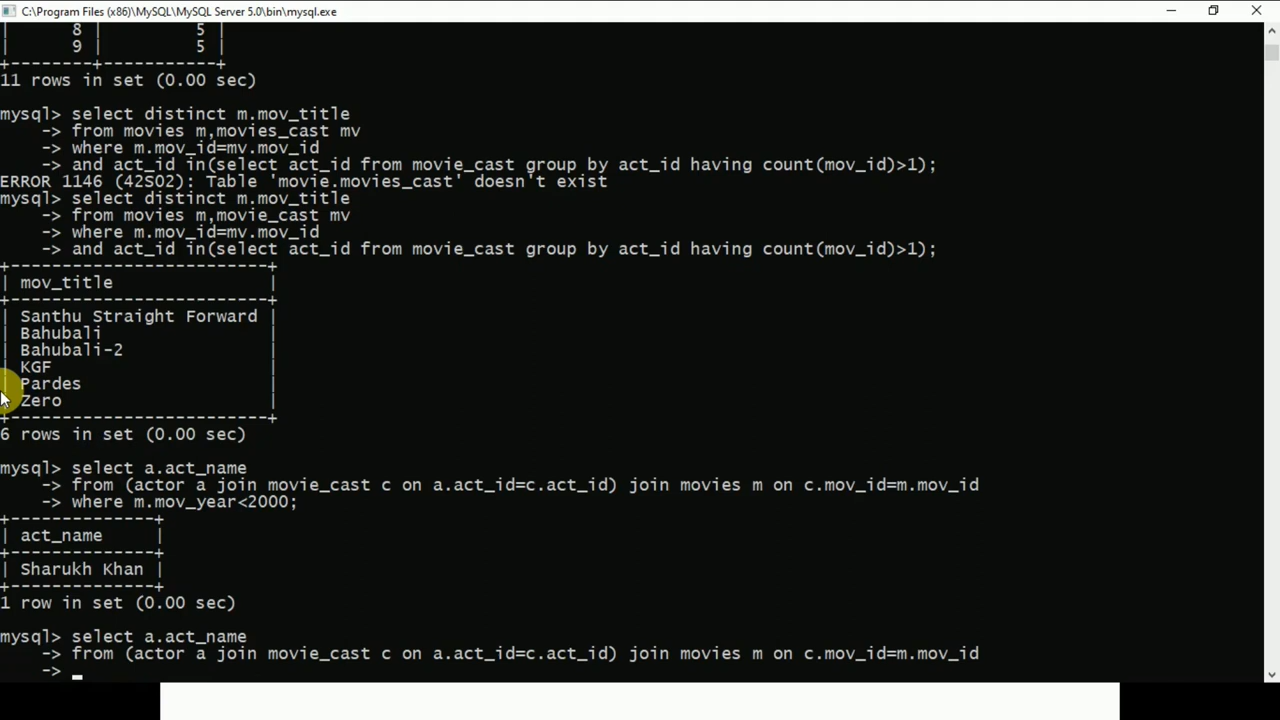 C:\Program Files (x86)\MySQL\MySQL Server 5.0\bin\mysql.exe
|      8 |         5 |
|      9 |         5 |
+--------+-----------+
11 rows in set (0.00 sec)
mysql> select distinct m.mov_title
    -> from movies m,movies_cast mv
    -> where m.mov_id=mv.mov_id
    -> and act_id in(select act_id from movie_cast group by act_id having count(mov_id)>1);
ERROR 1146 (42S02): Table 'movie.movies_cast' doesn't exist
mysql> select distinct m.mov_title
    -> from movies m,movie_cast mv
    -> where m.mov_id=mv.mov_id
    -> and act_id in(select act_id from movie_cast group by act_id having count(mov_id)>1);
+-------------------------+
| mov_title               |
+-------------------------+
| Santhu Straight Forward |
| Bahubali                |
| Bahubali-2              |
| KGF                     |
| Pardes                  |
| Zero                    |
+-------------------------+
6 rows in set (0.00 sec)
mysql> select a.act_name
    -> from (actor a join movie_cast c on a.act_id=c.act_id) join movies m on c.mov_id=m.mov_id
    -> where m.mov_year<2000;
+--------------+
| act_name     |
+--------------+
| Sharukh Khan |
+--------------+
1 row in set (0.00 sec)
mysql> select a.act_name
    -> from (actor a join movie_cast c on a.act_id=c.act_id) join movies m on c.mov_id=m.mov_id
    -> _